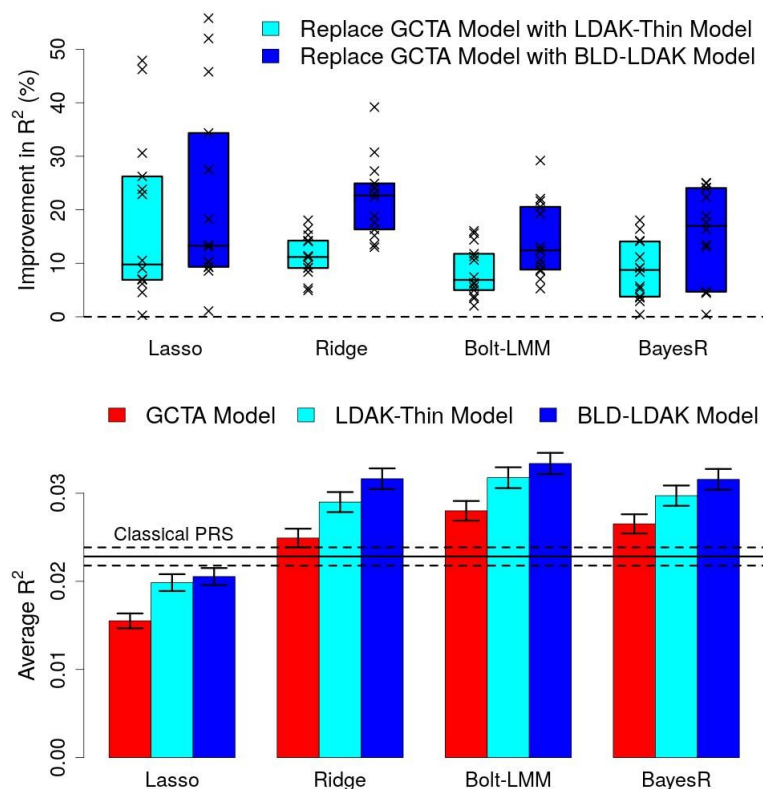 Replace GCTA Model with LDAK-Thin Model
Replace GCTA Model with BLD-LDAK Model
Improvement in R² (%)
50
40
30
20
10
0
Lasso Ridge Bolt-LMM BayesR
GCTA Model LDAK-Thin Model BLD-LDAK Model
Average R²
0.03
0.02
0.01
0.00
Classical PRS
Lasso Ridge Bolt-LMM BayesR